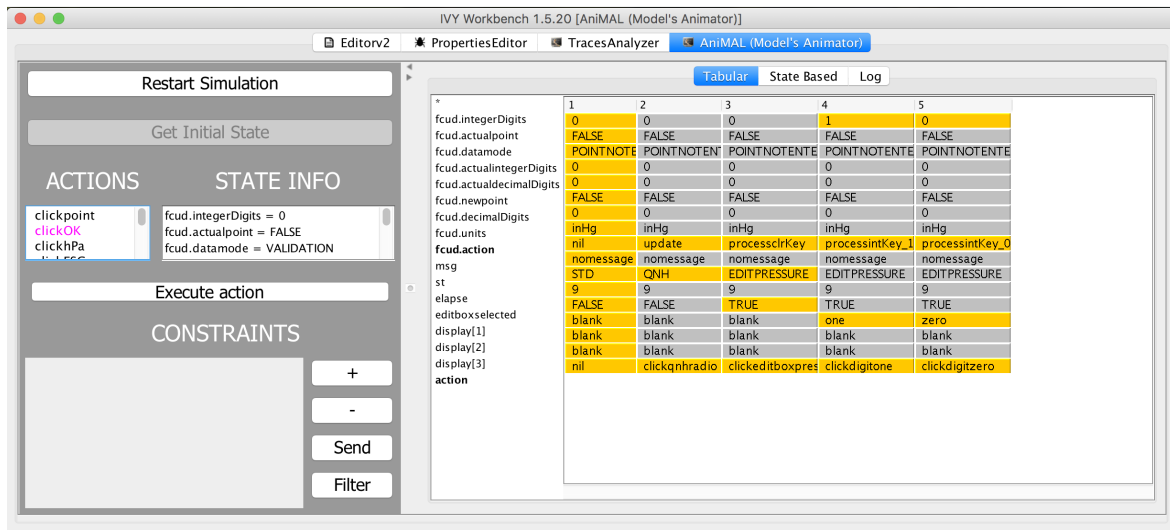 IVY Workbench 1.5.20 [AniMAL (Model's Animator)]
Editorv2 PropertiesEditor TracesAnalyzer AniMAL (Model's Animator)
Restart Simulation
Get Initial State
ACTIONS STATE INFO
clickpoint
clickOK
clickhPa
fcud.integerDigits = 0
fcud.actualpoint = FALSE
fcud.datamode = VALIDATION
Execute action
CONSTRAINTS
+
-
Send
Filter
Tabular State Based Log
* 1 2 3 4 5
fcud.integerDigits 0 0 0 1 0
fcud.actualpoint FALSE FALSE FALSE FALSE FALSE
fcud.datamode POINTNOTE POINTNOTENT POINTNOTENTE POINTNOTENTE POINTNOTENTE
fcud.actualintegerDigits 0 0 0 0 0
fcud.actualdecimalDigits 0 0 0 0 0
fcud.newpoint FALSE FALSE FALSE FALSE FALSE
fcud.decimalDigits 0 0 0 0 0
fcud.units inHg inHg inHg inHg inHg
fcud.action nil update processclrKey processintKey_1 processintKey_0
msg nomessage nomessage nomessage nomessage nomessage
st STD QNH EDITPRESSURE EDITPRESSURE EDITPRESSURE
elapse 9 9 9 9 9
editboxselected FALSE FALSE TRUE TRUE TRUE
display[1] blank blank blank one zero
display[2] blank blank blank blank blank
display[3] blank blank blank blank blank
action nil clickqnhradio clickeditboxpres clickdigitone clickdigitzero